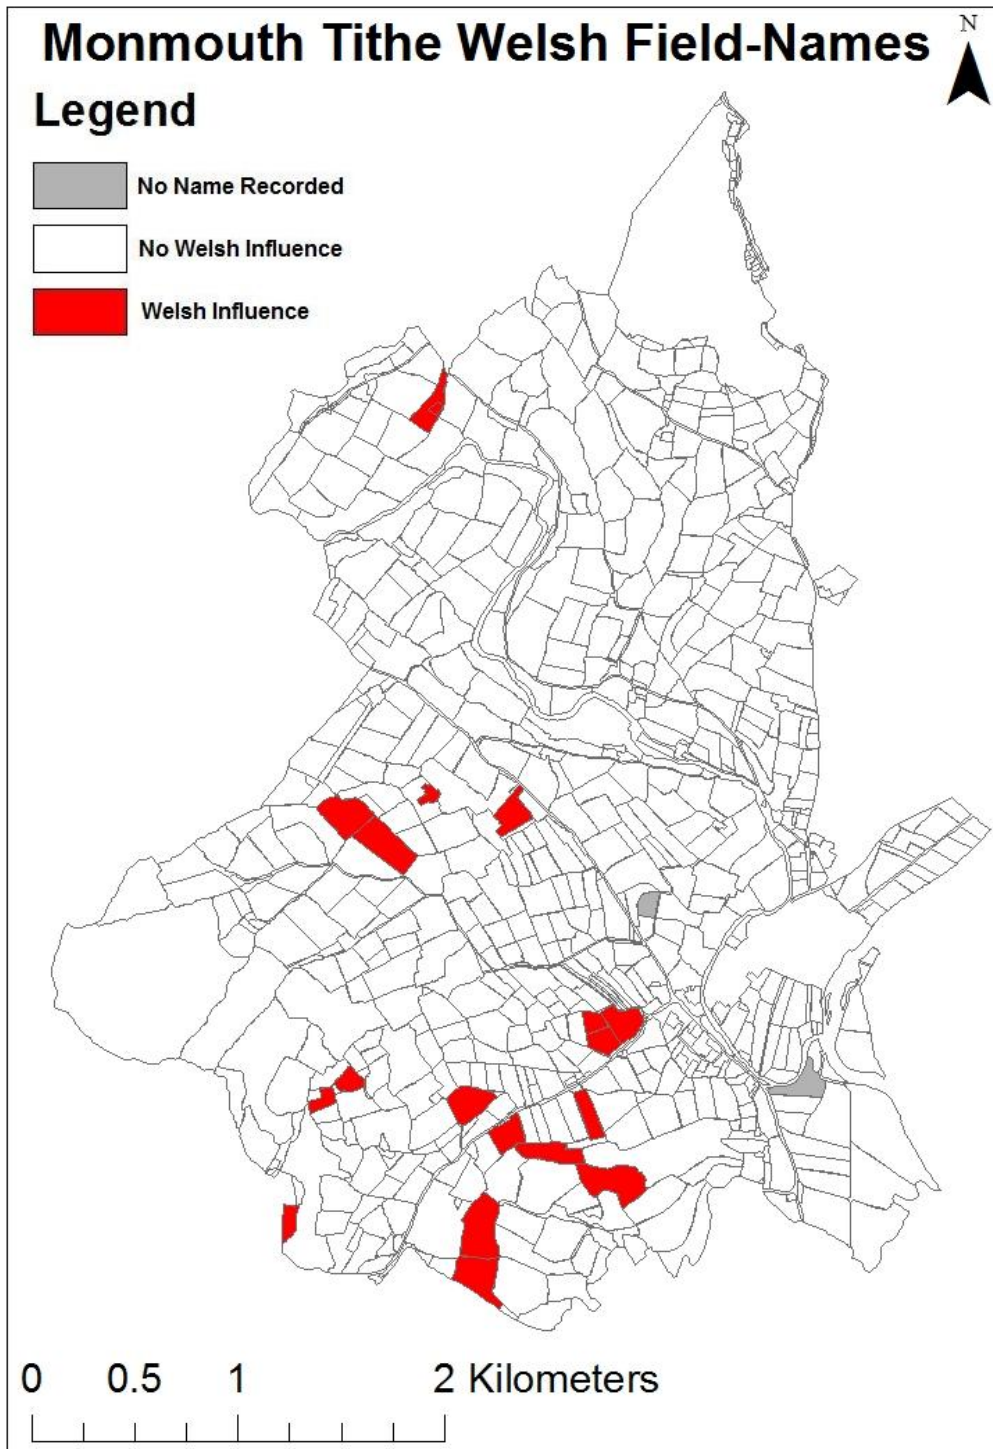 Monmouth Tithe Welsh Field-Names
N
Legend
No Name Recorded
No Welsh Influence
Welsh Influence
0 0.5 1 2 Kilometers